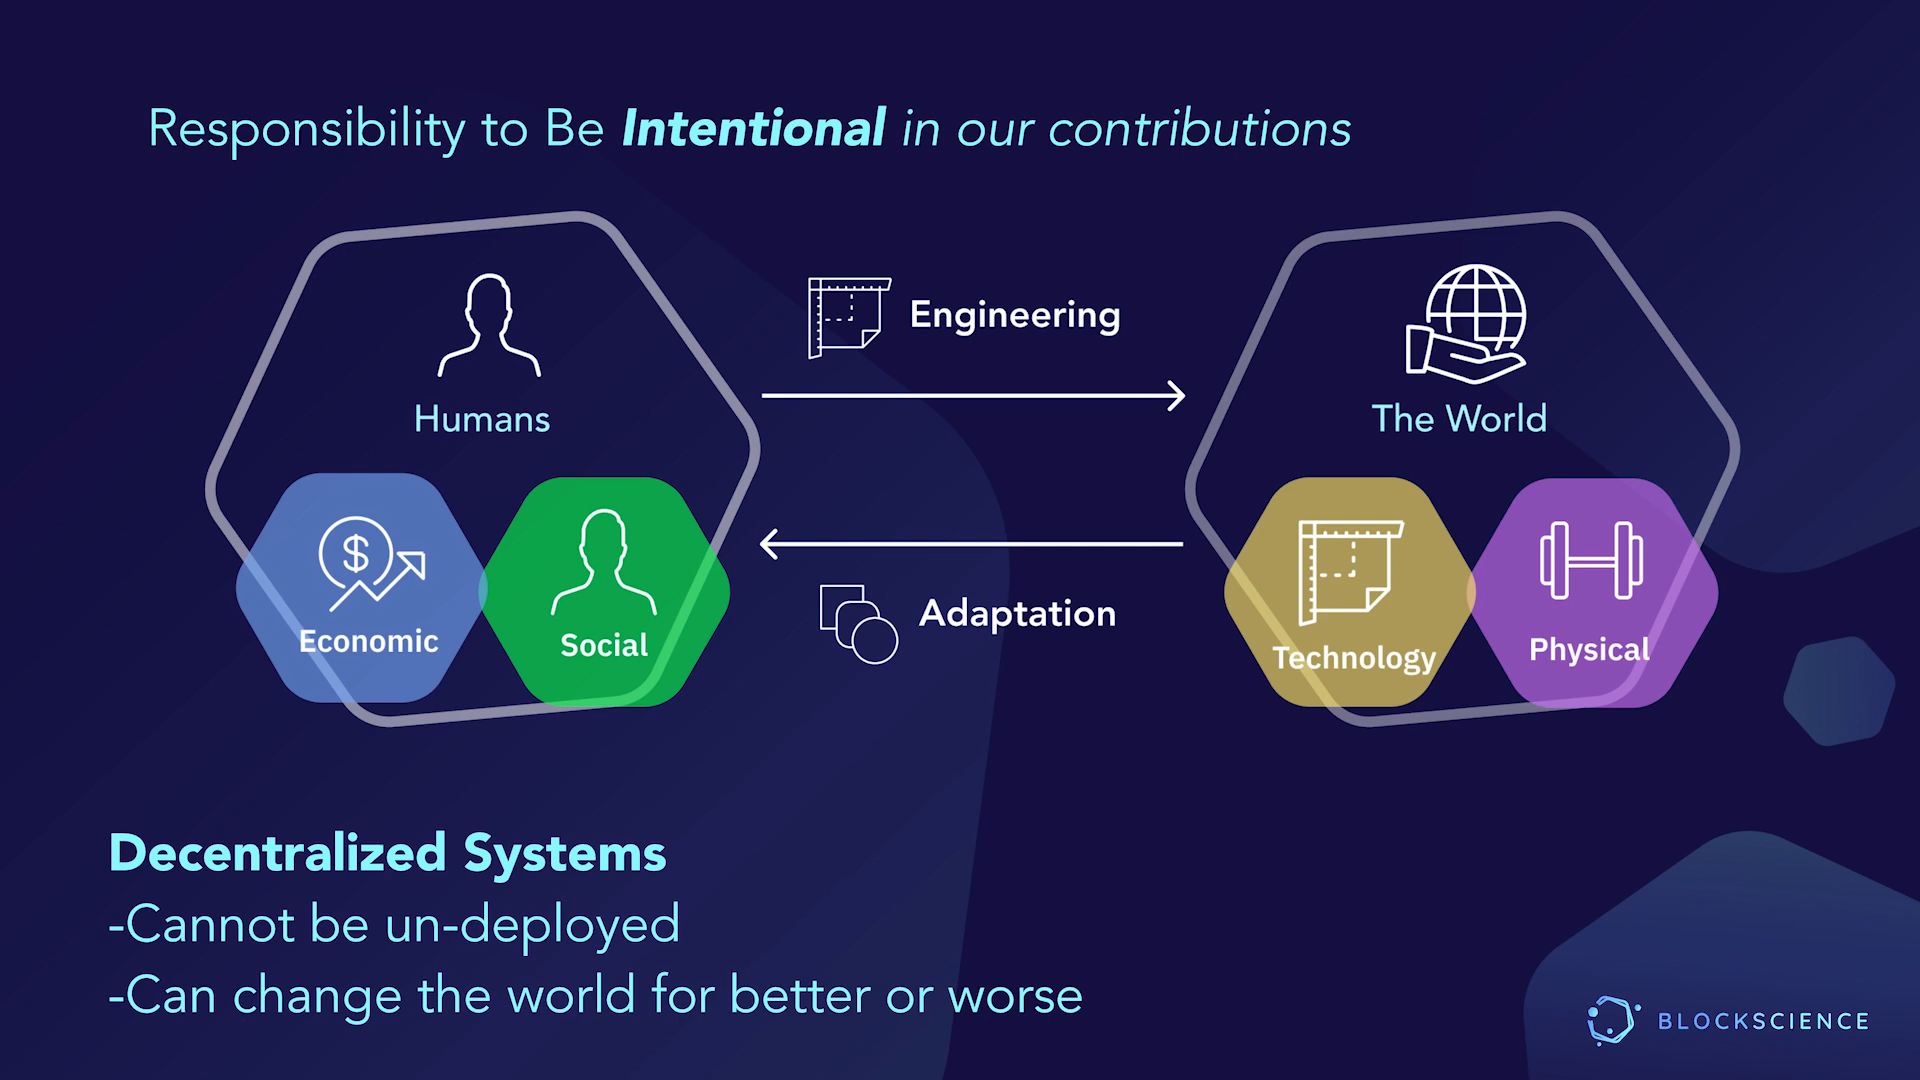 Responsibility to Be Intentional in our contributions
Humans
$
Economic
Social
Engineering
Adaptation
The World
Technology
Physical
Decentralized Systems
-Cannot be un-deployed
-Can change the world for better or worse
BLOCKSCIENCE